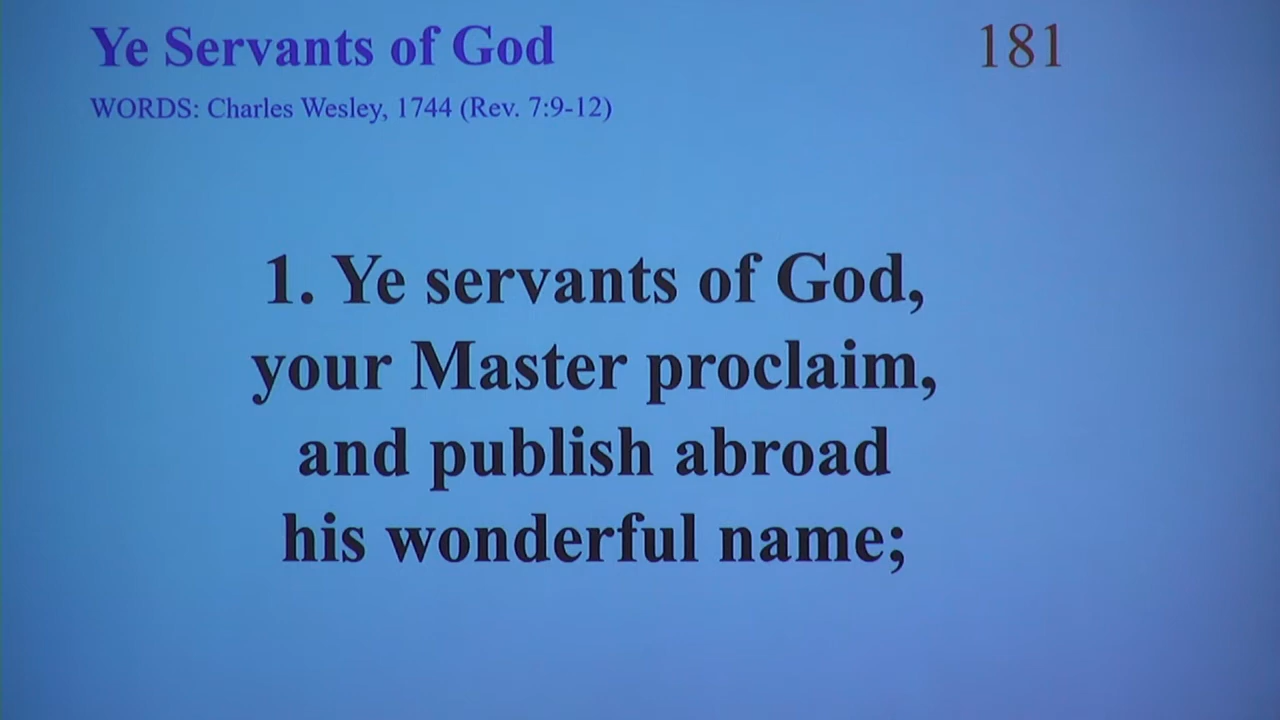 Ye Servants of God 181
WORDS: Charles Wesley, 1744 (Rev. 7:9-12)
1. Ye servants of God,
your Master proclaim,
and publish abroad
his wonderful name;